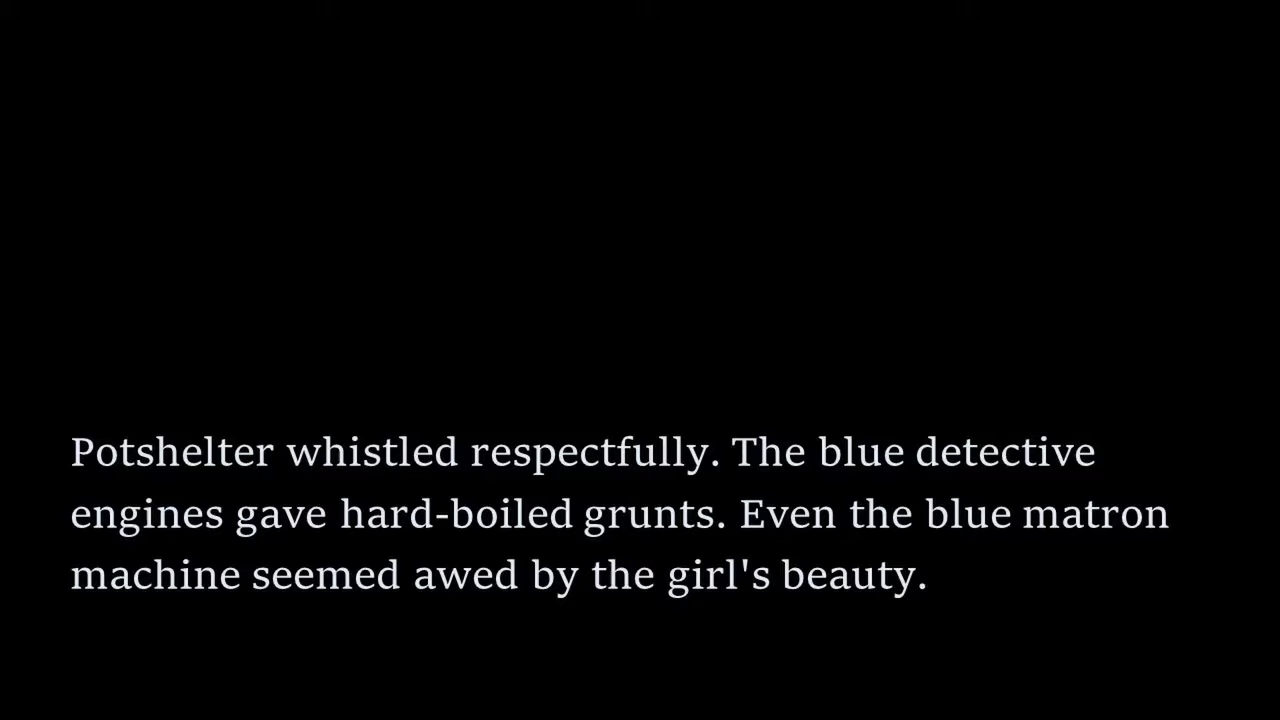 Potshelter whistled respectfully. The blue detective
engines gave hard-boiled grunts. Even the blue matron
machine seemed awed by the girl's beauty.